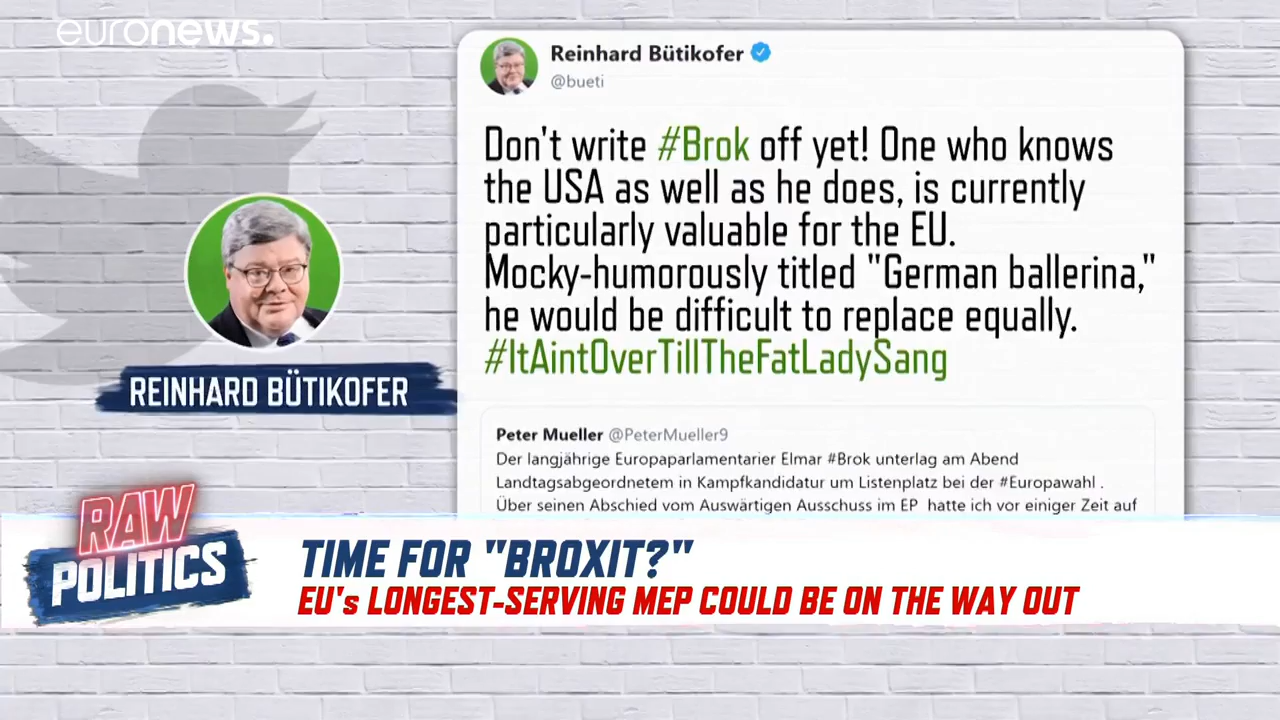 euronews.
Reinhard Bütikofer
@bueti
Don't write #Brok off yet! One who knows
the USA as well as he does, is currently
particularly valuable for the EU.
Mocky-humorously titled "German ballerina,"
he would be difficult to replace equally.
#ItAintOverTillTheFatLadySang
REINHARD BÜTIKOFER
Peter Mueller @PeterMueller9
Der langjährige Europaparlamentarier Elmar #Brok unterlag am Abend
Landtagsabgeordnetem in Kampfkandidatur um Listenplatz bei der #Europawahl .
Über seinen Abschied vom Auswärtigen Ausschuss im EP hatte ich vor einiger Zeit auf
RAW
POLITICS
TIME FOR "BROXIT?"
EU's LONGEST-SERVING MEP COULD BE ON THE WAY OUT